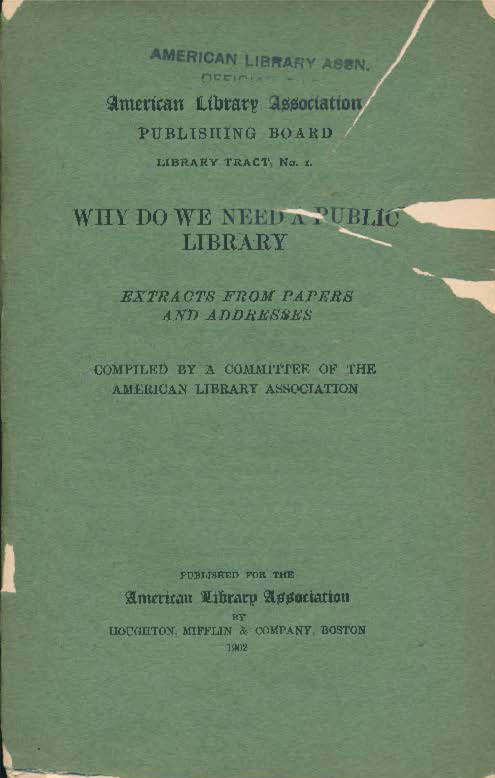 AMERICAN LIBRARY ASSN.
American Library Association
PUBLISHING BOARD
LIBRARY TRACT, No. 1.
WHY DO WE NEED A PUBLIC
LIBRARY
EXTRACTS FROM PAPERS
AND ADDRESSES
COMPILED BY A COMMITTEE OF THE
AMERICAN LIBRARY ASSOCIATION
PUBLISHED FOR THE
American Library Association
BY
HOUGHTON, MIFFLIN & COMPANY, BOSTON
1902